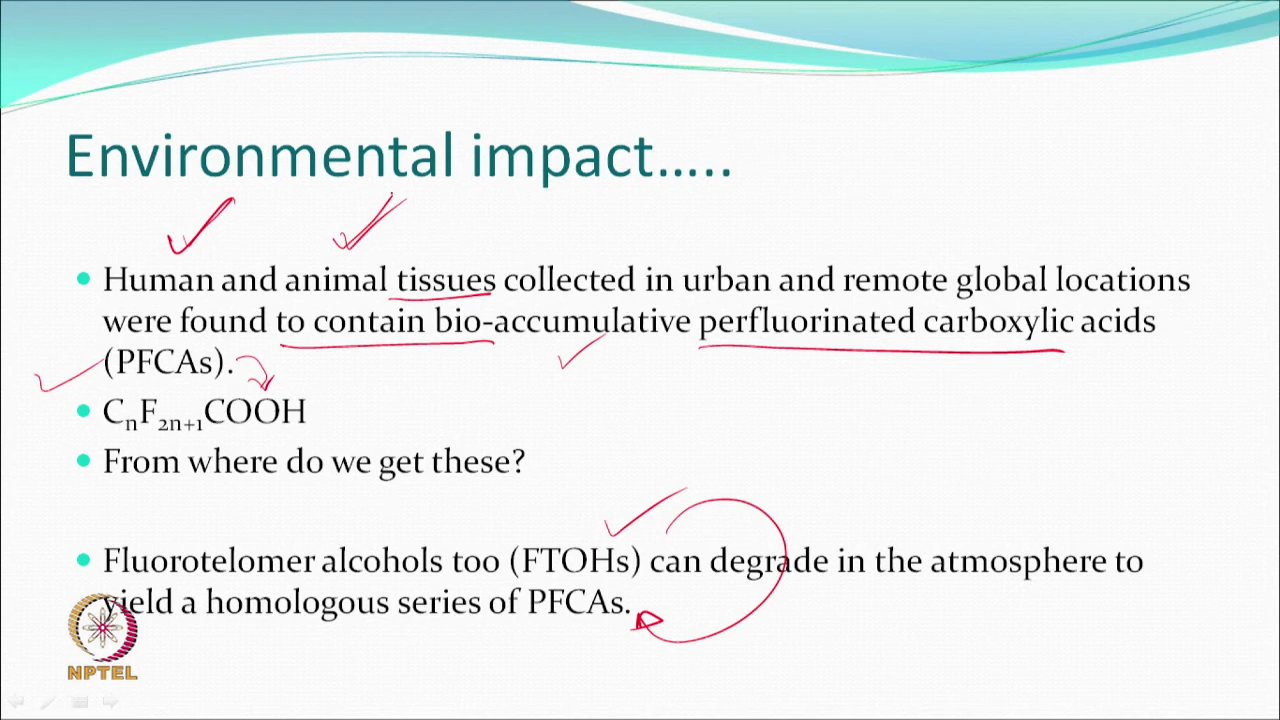 Environmental impact…..
Human and animal tissues collected in urban and remote global locations
were found to contain bio-accumulative perfluorinated carboxylic acids
(PFCAs).
CnF2n+1COOH
From where do we get these?
Fluorotelomer alcohols too (FTOHs) can degrade in the atmosphere to
yield a homologous series of PFCAs.
NPTEL